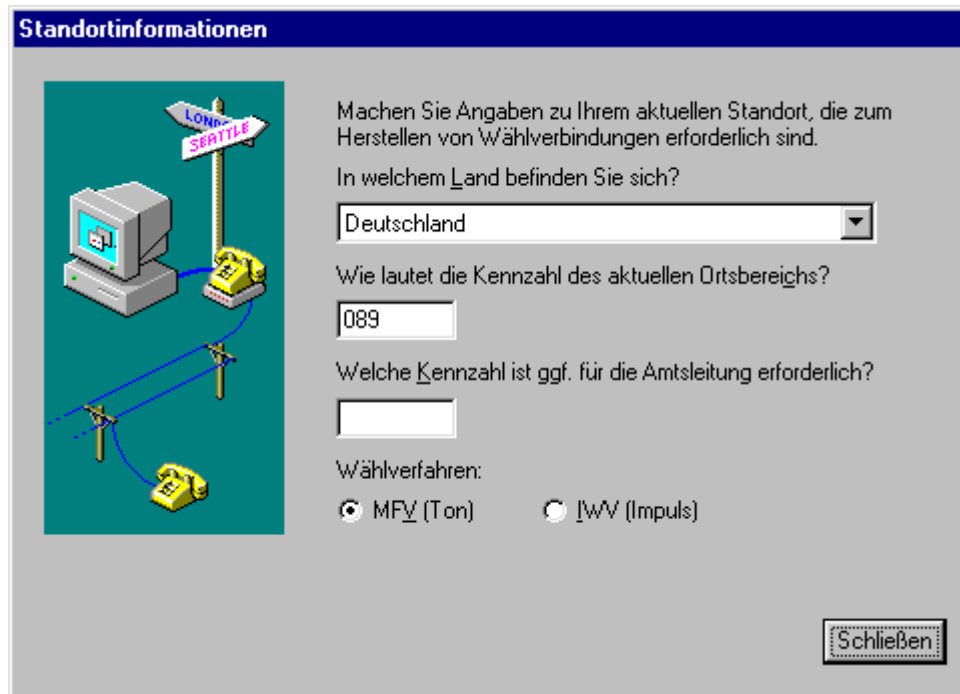 Standortinformationen
LOND
SEATTLE
Machen Sie Angaben zu Ihrem aktuellen Standort, die zum
Herstellen von Wählverbindungen erforderlich sind.
In welchem Land befinden Sie sich?
Deutschland
Wie lautet die Kennzahl des aktuellen Ortsbereichs?
089
Welche Kennzahl ist ggf. für die Amtsleitung erforderlich?
Wählverfahren:
MFV (Ton) IWV (Impuls)
Schließen